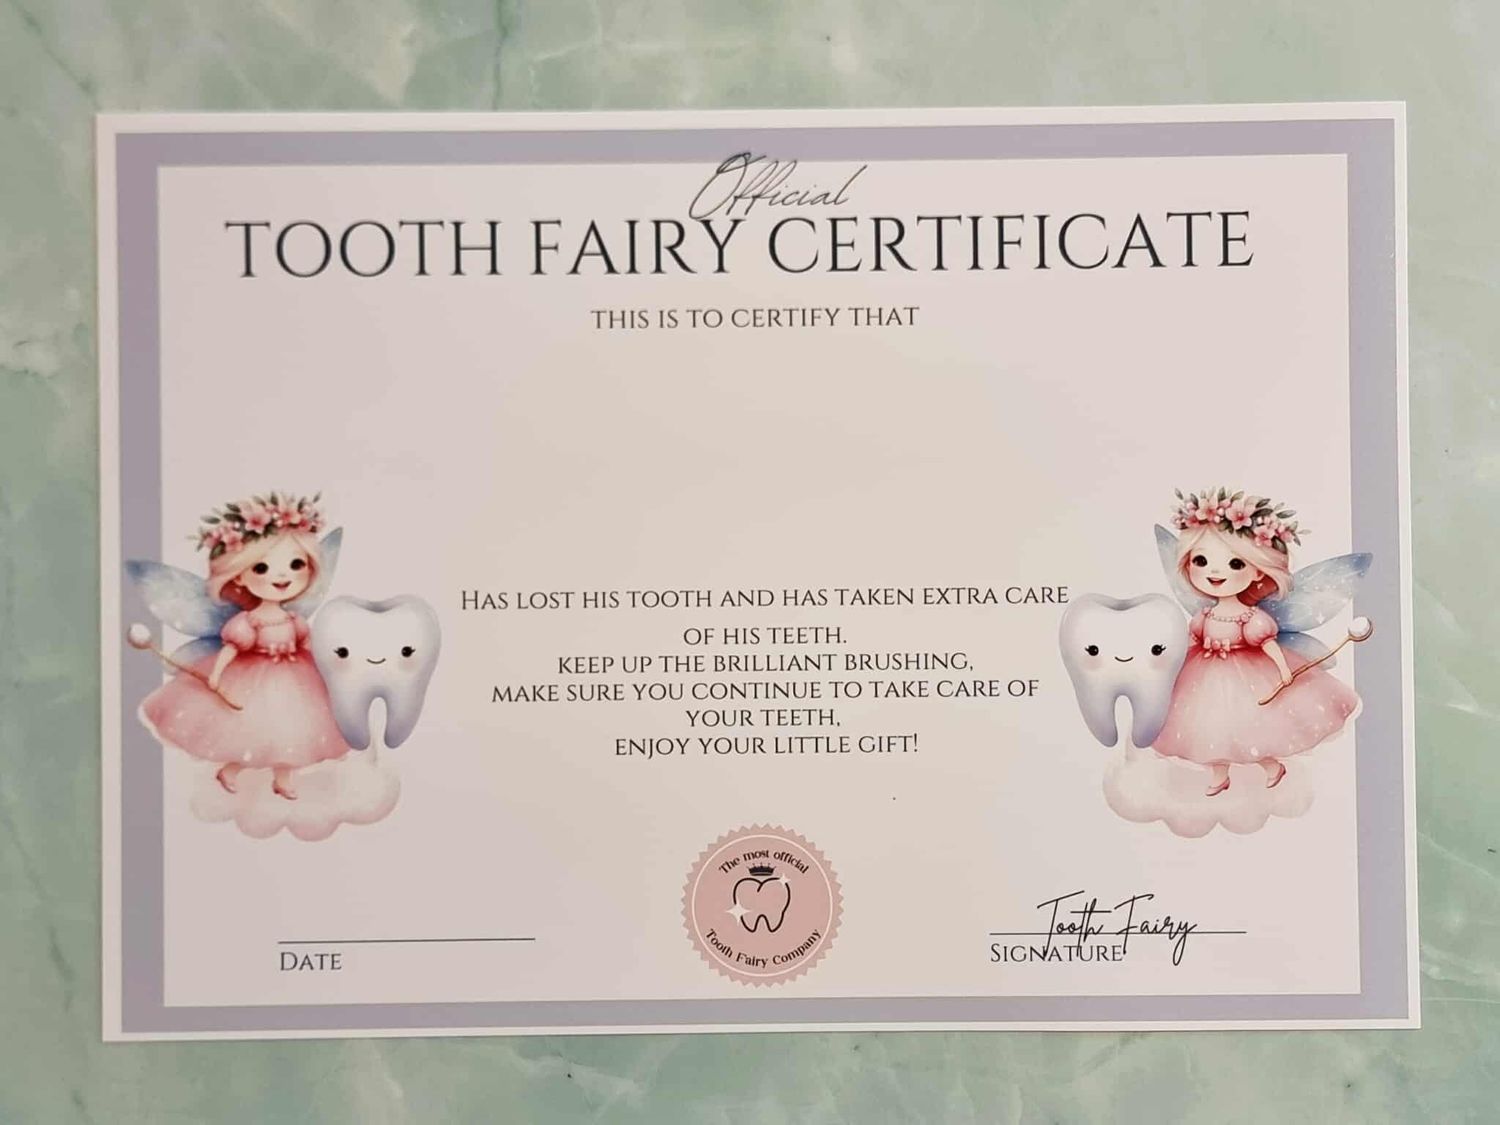 Official
TOOTH FAIRY CERTIFICATE
THIS IS TO CERTIFY THAT
HAS LOST HIS TOOTH AND HAS TAKEN EXTRA CARE
OF HIS TEETH.
KEEP UP THE BRILLIANT BRUSHING,
MAKE SURE YOU CONTINUE TO TAKE CARE OF
YOUR TEETH,
ENJOY YOUR LITTLE GIFT!
The most official
Tooth Fairy Company
DATE
Tooth Fairy
SIGNATURE